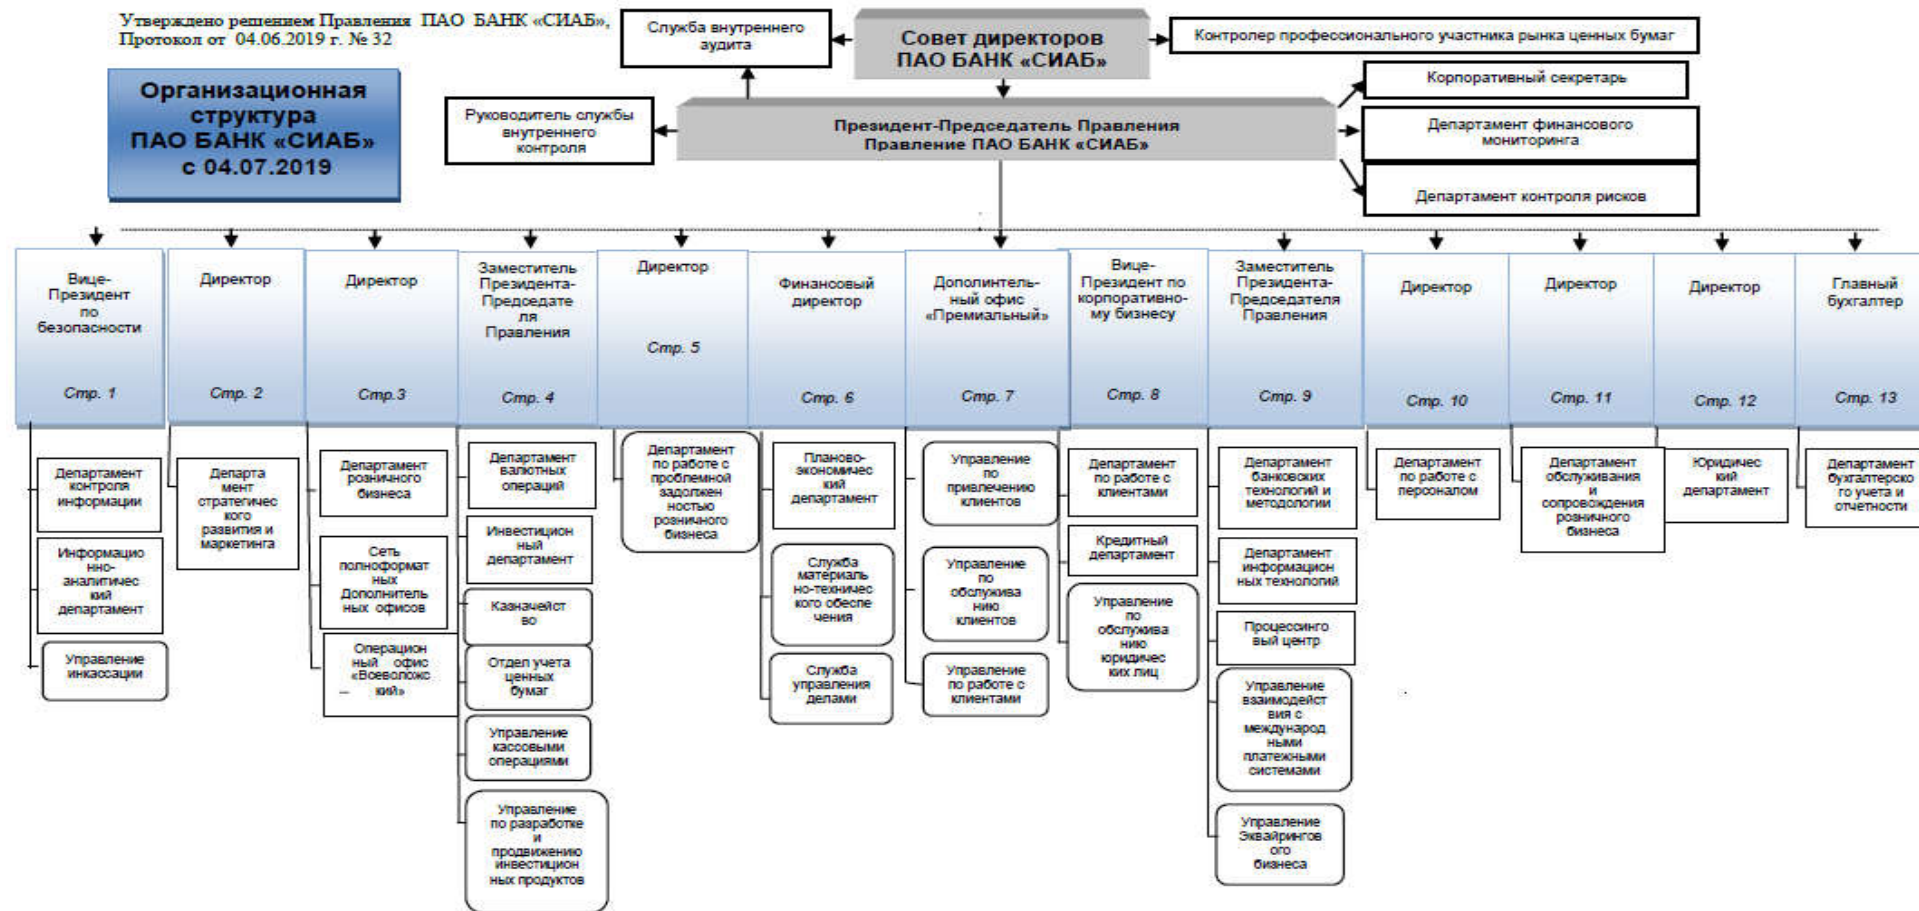 Утверждено решением Правления ПАО БАНК «СИАБ»,
Протокол от 04.06.2019 г. № 32
Организационная
структура
ПАО БАНК «СИАБ»
с 04.07.2019
Служба внутреннего
аудита
Совет директоров
ПАО БАНК «СИАБ»
Контролер профессионального участника рынка ценных бумаг
Руководитель службы
внутреннего
контроля
Президент-Председатель Правления
Правление ПАО БАНК «СИАБ»
Корпоративный секретарь
Департамент финансового
мониторинга
Департамент контроля рисков
Вице-
Президент
по
безопасности
Стр. 1
Директор
Стр. 2
Директор
Стр.3
Заместитель
Президента-
Председате
ля
Правления
Стр. 4
Директор
Стр. 5
Финансовый
директор
Стр. 6
Дополинтель-
ный офис
«Премиальный»
Стр. 7
Вице-
Президент по
корпоративно-
му бизнесу
Стр. 8
Заместитель
Президента-
Председателя
Правления
Стр. 9
Директор
Стр. 10
Директор
Стр. 11
Директор
Стр. 12
Главный
бухгалтер
Стр. 13
Департамент
контроля
информации
Информацио
нно-
аналитичес
кий
департамент
Управление
инкассации
Департа
мент
стратегичес
кого
развития и
маркетинга
Департамент
розничного
бизнеса
Сеть
полноформат
ных
Дополнитель
ных офисов
Операцион
ный офис
«Всеволожс
кий»
Департамент
валютных
операций
Инвестицион
ный
департамент
Казначейст
во
Отдел учета
ценных
бумаг
Управление
кассовыми
операциями
Управление
по разработке
и
продвижению
инвестицион
ных продуктов
Департамент
по работе с
проблемной
задолжен
ностью
розничного
бизнеса
Планово-
экономичес
кий
департамент
Служба
материаль
но-техничес
кого обеспе
чения
Служба
управления
делами
Управление
по
привлечению
клиентов
Управление
по
обслужива
нию
клиентов
Управление
по работе с
клиентами
Департамент
по работе с
клиентами
Кредитный
департамент
Управление
по
обслужива
нию
юридичес
ких лиц
Департамент
банковских
технологий и
методологии
Департамент
информацион
ных технологий
Процессинго
вый центр
Управление
взаимодейст
вия с
международ
ными
платежными
системами
Управление
Эквайрингов
ого
бизнеса
Департамент
по работе с
персоналом
Департамент
обслуживания
и
сопровождения
розничного
бизнеса
Юридичес
кий
департамент
Департамент
бухгалтерско
го учета и
отчетности